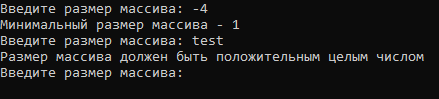 Введите размер массива: -4
Минимальный размер массива - 1
Введите размер массива: test
Размер массива должен быть положительным целым числом
Введите размер массива: